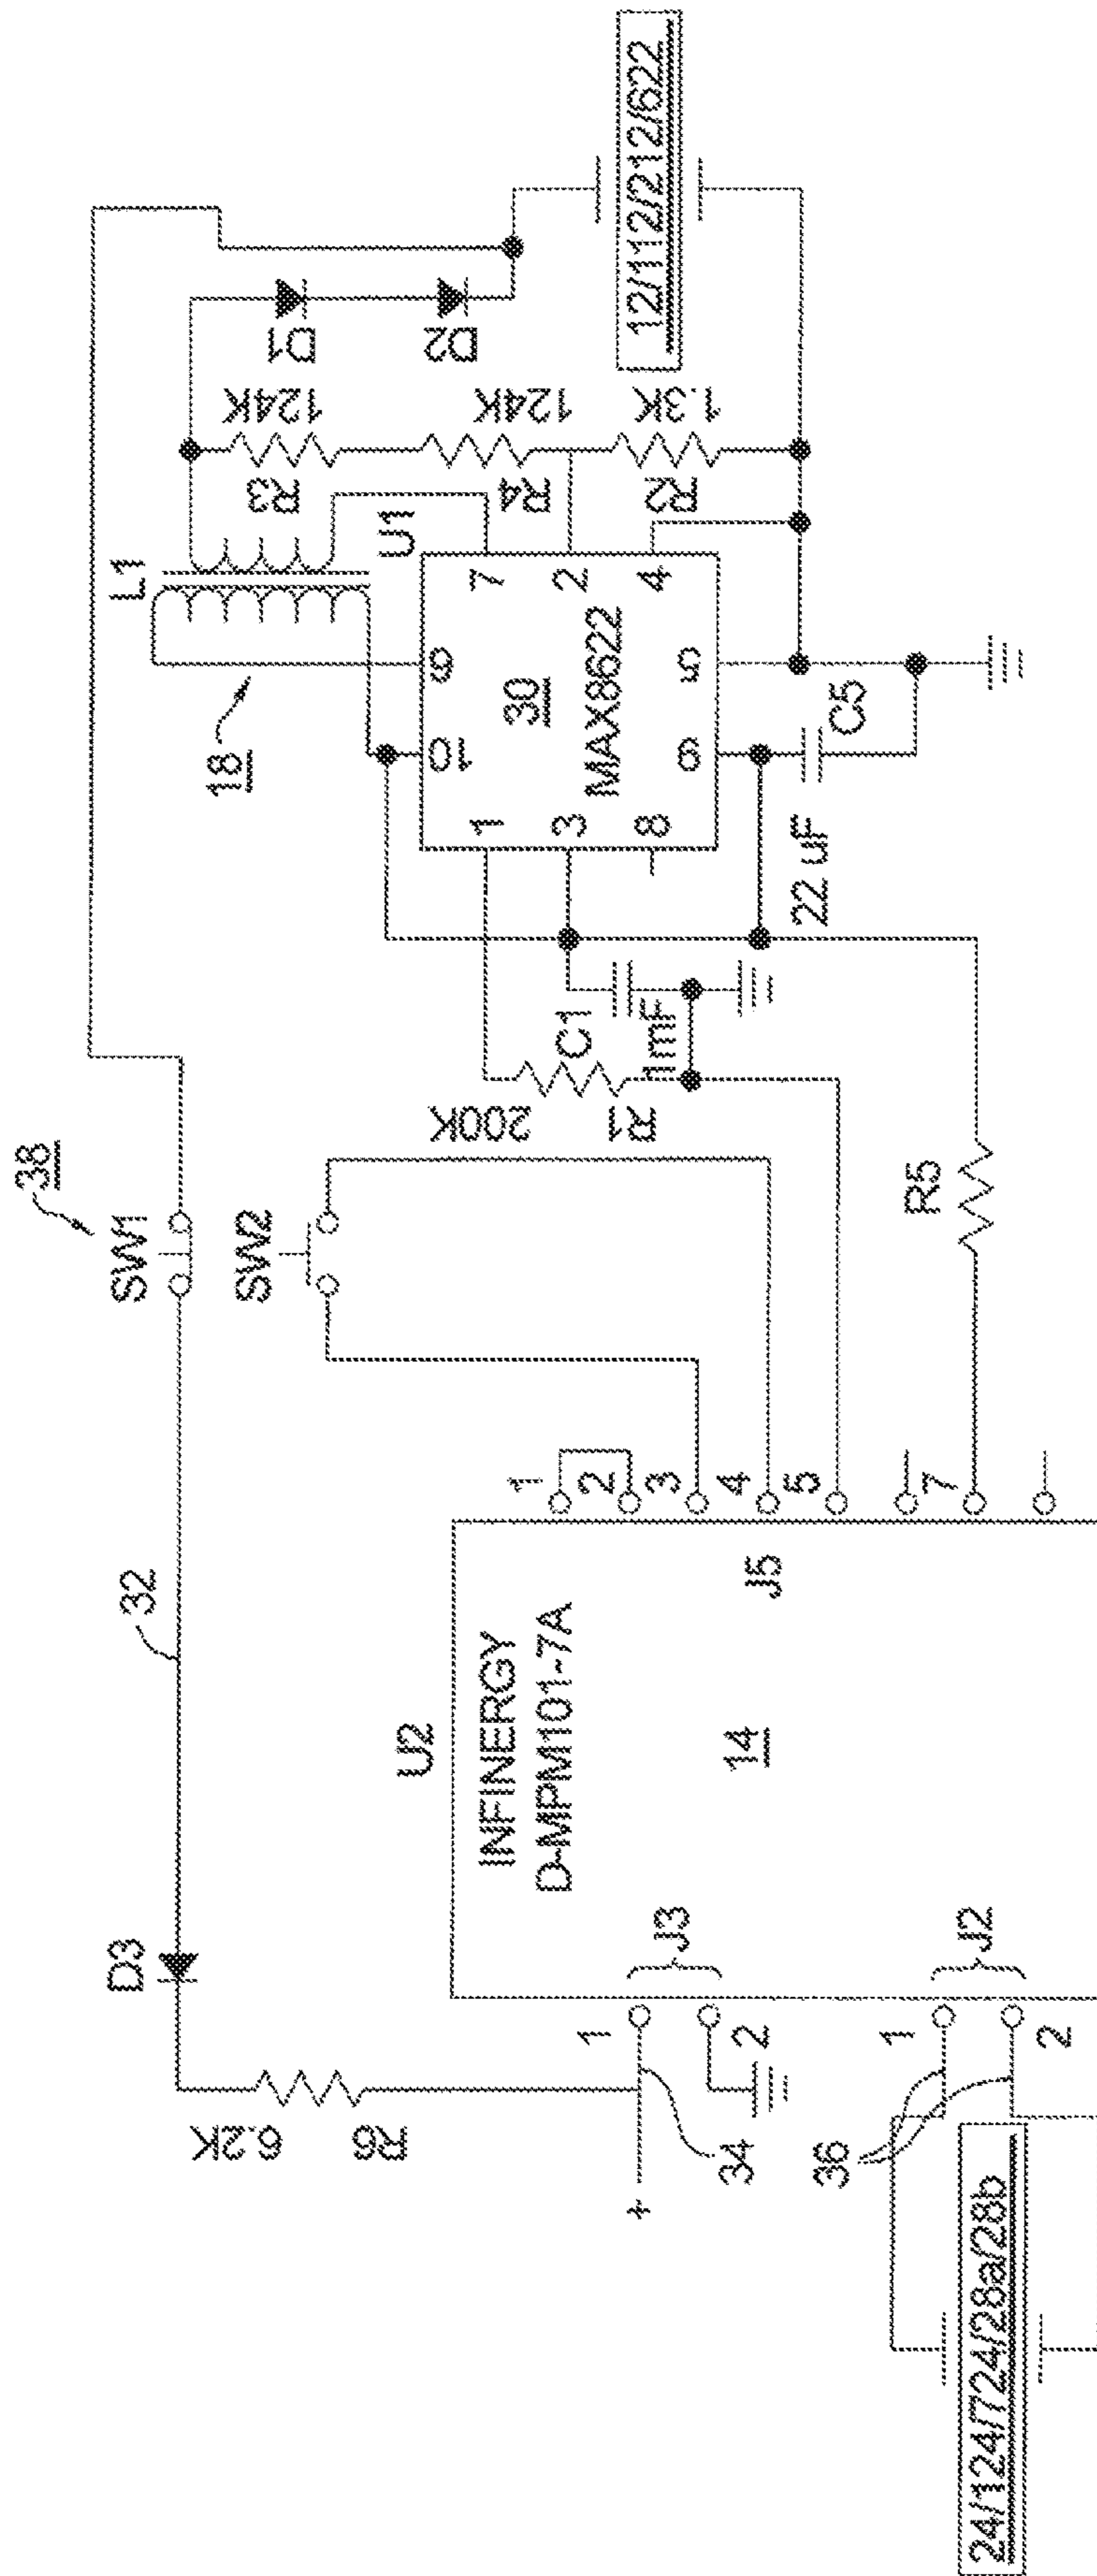 38
SW1
SW2
32
D3
6.2K
R6
U2
INFINERGY
D-MPM101-7A
14
J3
1
2
J2
1
2
+
34
36
24/124/724/28a/28b
J5
1
2
3
4
5
7
R5
200K
R1
C1
1mF
22 uF
C5
18
L1
U1
10
6
1
3
8
30
MAX8622
9
5
7
2
4
R3
124K
R4
124K
R2
1.3K
D1
D2
12/112/212/622